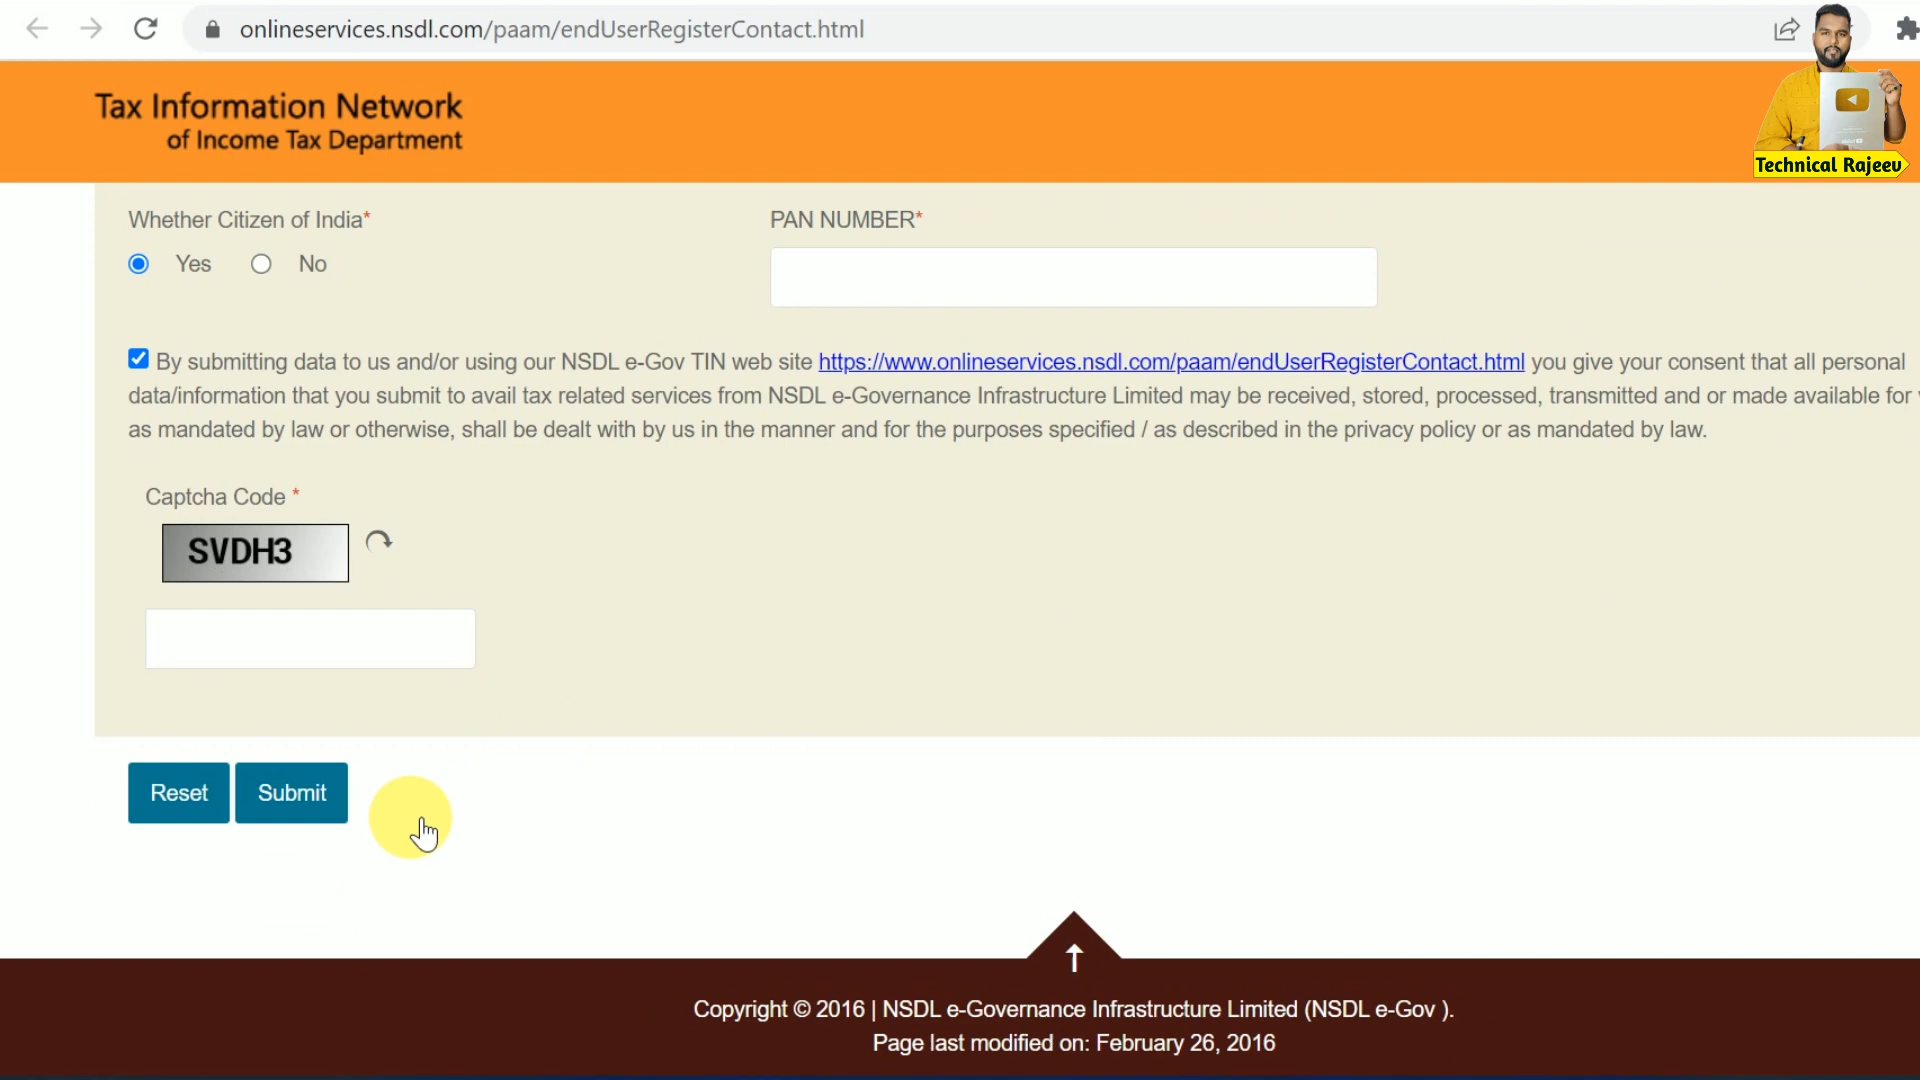 onlineservices.nsdl.com/paam/endUserRegisterContact.html
Tax Information Network
of Income Tax Department
Technical Rajeev
Whether Citizen of India*
Yes No
PAN NUMBER*
By submitting data to us and/or using our NSDL e-Gov TIN web site https://www.onlineservices.nsdl.com/paam/endUserRegisterContact.html you give your consent that all personal
data/information that you submit to avail tax related services from NSDL e-Governance Infrastructure Limited may be received, stored, processed, transmitted and or made available for
as mandated by law or otherwise, shall be dealt with by us in the manner and for the purposes specified / as described in the privacy policy or as mandated by law.
Captcha Code *
SVDH3
Reset Submit
Copyright © 2016 | NSDL e-Governance Infrastructure Limited (NSDL e-Gov ).
Page last modified on: February 26, 2016